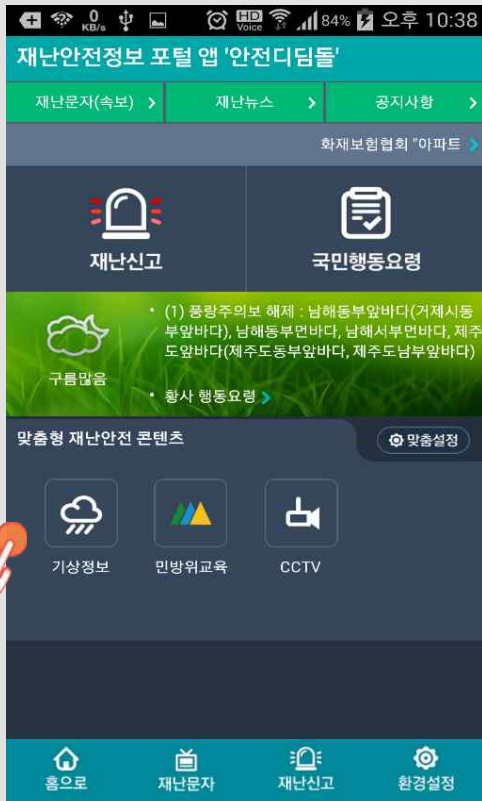 0
KB/s
HD
Voice
84%
오후 10:38
재난안전정보 포털 앱 '안전디딤돌'
재난문자(속보) >
재난뉴스 >
공지사항 >
화재보험협회 "아파트 >
재난신고
국민행동요령
• (1) 풍랑주의보 해제 : 남해동부앞바다(거제시동
부앞바다), 남해동부먼바다, 남해서부먼바다, 제주
도앞바다(제주도동부앞바다, 제주도남부앞바다)
구름많음
• 황사 행동요령 >
맞춤형 재난안전 콘텐츠
맞춤설정
기상정보
민방위교육
CCTV
홈으로
재난문자
재난신고
환경설정